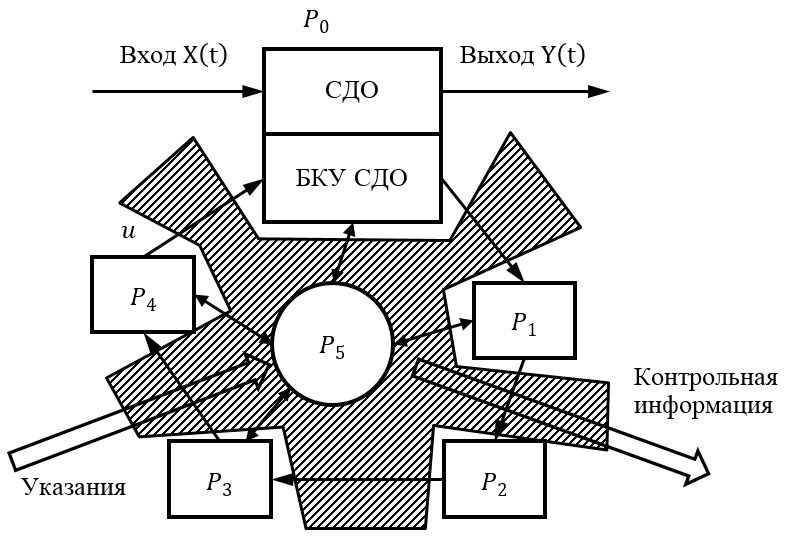 P₀
Вход X(t)
Выход Y(t)
СДО
БКУ СДО
u
P₄
P₅
P₁
Контрольная
информация
Указания
P₃
P₂